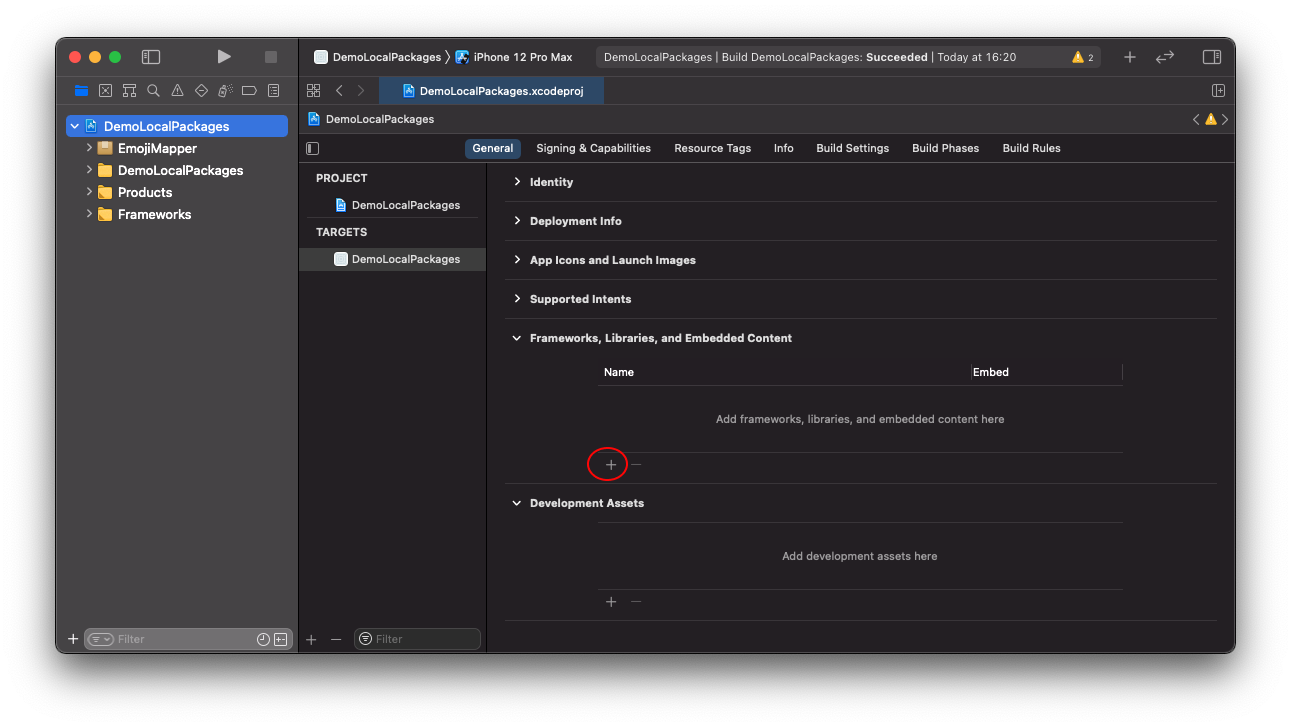 DemoLocalPackages 〉 iPhone 12 Pro Max
DemoLocalPackages | Build DemoLocalPackages: Succeeded | Today at 16:20
2
DemoLocalPackages.xcodeproj
DemoLocalPackages
EmojiMapper
DemoLocalPackages
Products
Frameworks
Filter
DemoLocalPackages
General Signing & Capabilities Resource Tags Info Build Settings Build Phases Build Rules
PROJECT
DemoLocalPackages
TARGETS
DemoLocalPackages
Filter
Identity
Deployment Info
App Icons and Launch Images
Supported Intents
Frameworks, Libraries, and Embedded Content
Name Embed
Add frameworks, libraries, and embedded content here
Development Assets
Add development assets here